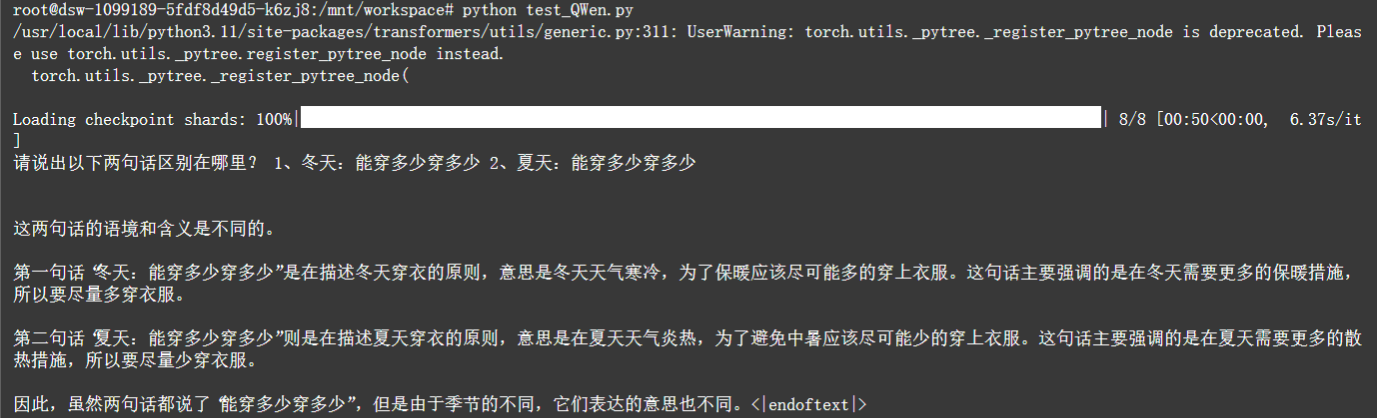 root@dsw-1099189-5fdf8d49d5-k6zj8:/mnt/workspace# python test_QWen.py
/usr/local/lib/python3.11/site-packages/transformers/utils/generic.py:311: UserWarning: torch.utils._pytree._register_pytree_node is deprecated. Pleas
e use torch.utils._pytree.register_pytree_node instead.
  torch.utils._pytree._register_pytree_node(
Loading checkpoint shards: 100%| | 8/8 [00:50<00:00,  6.37s/it
]
请说出以下两句话区别在哪里？ 1、冬天：能穿多少穿多少 2、夏天：能穿多少穿多少
这两句话的语境和含义是不同的。
第一句话“冬天：能穿多少穿多少”是在描述冬天穿衣的原则，意思是冬天天气寒冷，为了保暖应该尽可能多的穿上衣服。这句话主要强调的是在冬天需要更多的保暖措施，
所以要尽量多穿衣服。
第二句话“夏天：能穿多少穿多少”则是在描述夏天穿衣的原则，意思是在夏天天气炎热，为了避免中暑应该尽可能少的穿上衣服。这句话主要强调的是在夏天需要更多的散
热措施，所以要尽量少穿衣服。
因此，虽然两句话都说了“能穿多少穿多少”，但是由于季节的不同，它们表达的意思也不同。<|endoftext|>